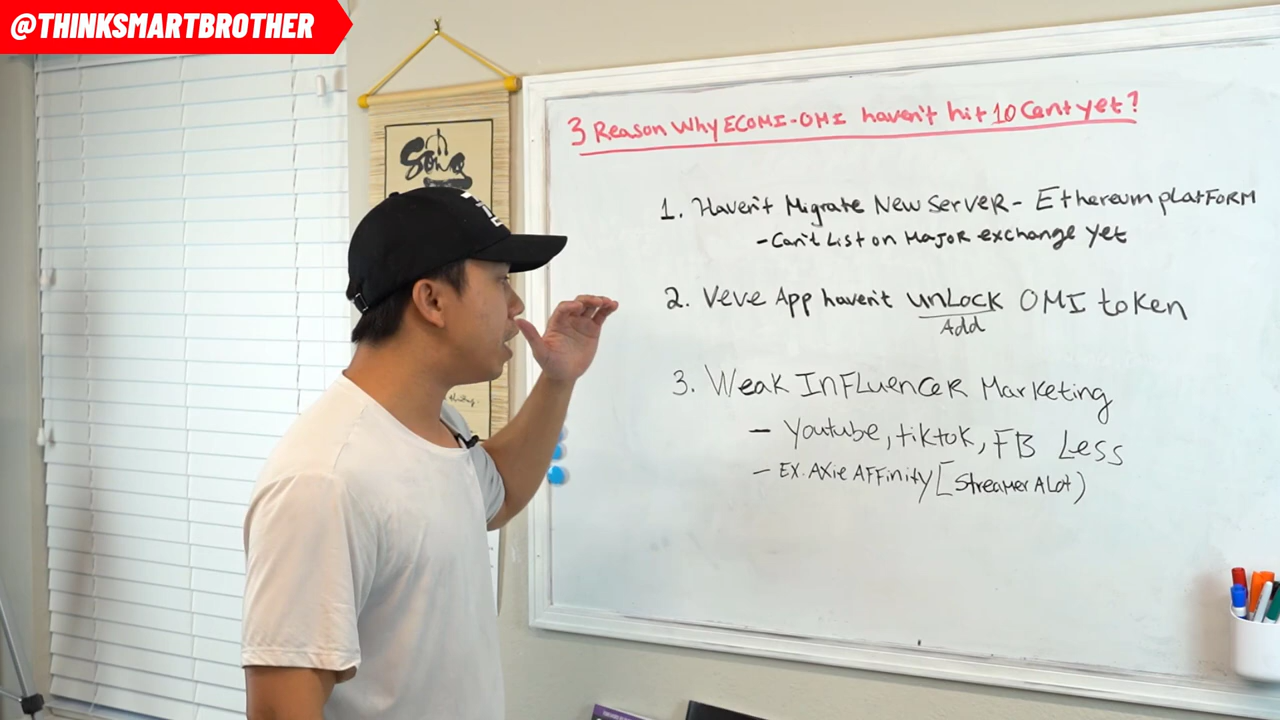 @THINKSMARTBROTHER
Sống
3 Reason Why ECOMI-OMI haven't hit 10 Cant yet?
1. Haven't Migrate New Server - Ethereum platform
- Can't List on Major exchange yet
2. Veve App haven't unLock OMI token
Add
3. Weak InFluencer Marketing
- Youtube, tiktok, FB Less
- Ex. Axie AFFinity [Streamer ALot)